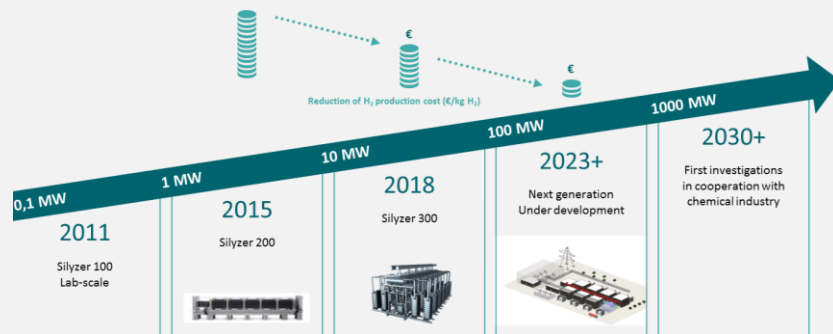 €
€
Reduction of H₂ production cost (€/kg H₂)
0,1 MW
1 MW
10 MW
100 MW
1000 MW
2011
Silyzer 100
Lab-scale
2015
Silyzer 200
2018
Silyzer 300
2023+
Next generation
Under development
2030+
First investigations
in cooperation with
chemical industry